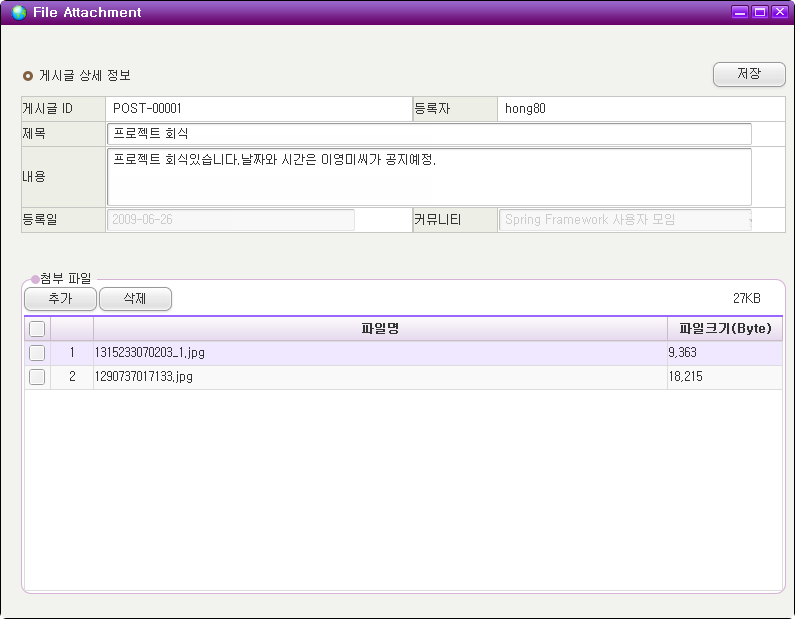 File Attachment
게시글 상세 정보
저장
게시글 ID POST-00001 등록자 hong80
제목 프로젝트 회식
내용 프로젝트 회식있습니다.날짜와 시간은 이영미씨가 공지예정.
등록일 2009-06-26 커뮤니티 Spring Framework 사용자 모임
첨부 파일
추가 삭제 27KB
파일명 파일크기(Byte)
1 1315233070203_1.jpg 9,363
2 1290737017133.jpg 18,215